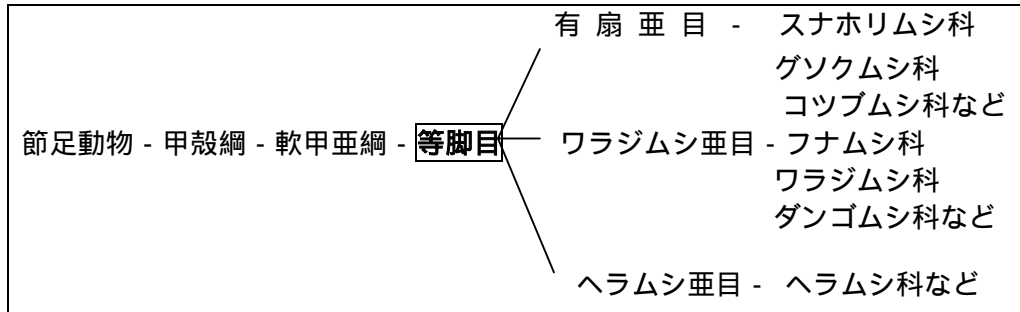 有 扇 亜 目 - スナホリムシ科
グソクムシ科
コツブムシ科など
節足動物 - 甲殻綱 - 軟甲亜綱 - 等脚目 ワラジムシ亜目 - フナムシ科
ワラジムシ科
ダンゴムシ科など
ヘラムシ亜目 - ヘラムシ科など